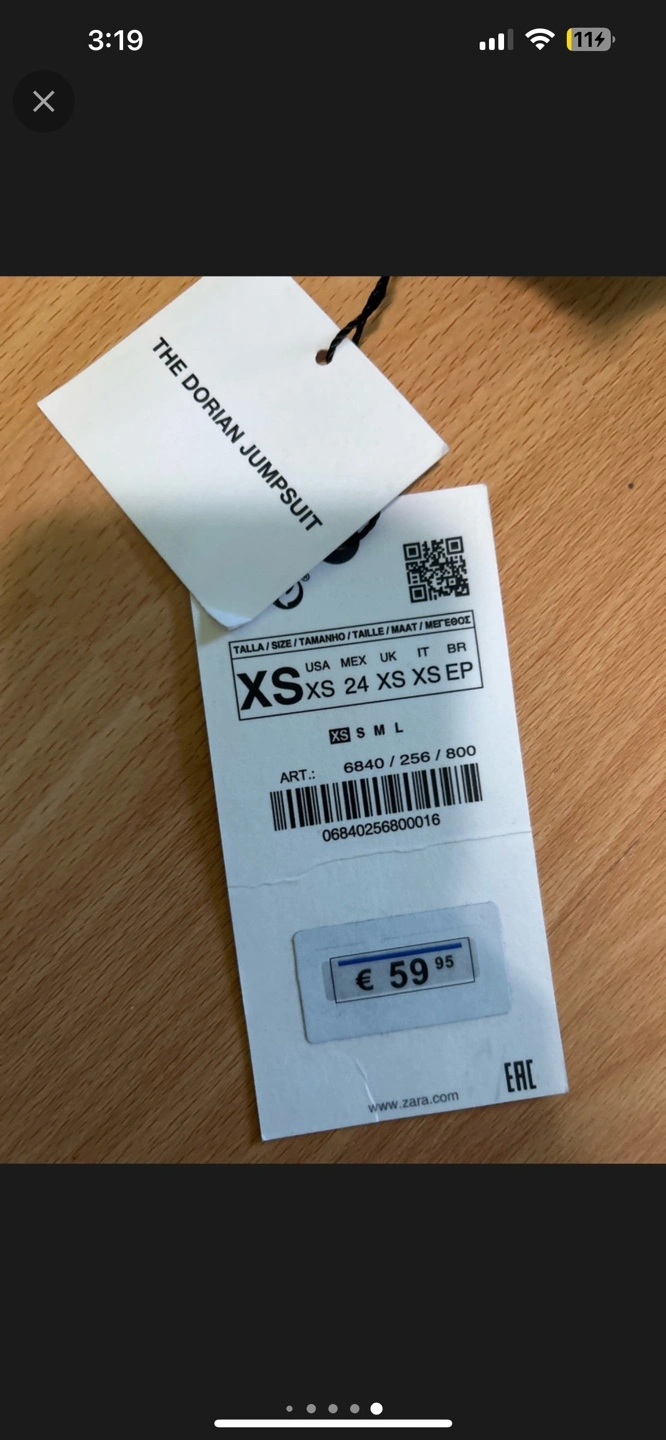 3:19
11
THE DORIAN JUMPSUIT
TALLA / SIZE / TAMANHO / TAILLE / MAAT / ΜΕΓΕΘΟΣ
USA MEX UK IT BR
XS XS 24 XS XS EP
XS S M L
ART.: 6840 / 256 / 800
06840256800016
€ 59 95
EAC
www.zara.com